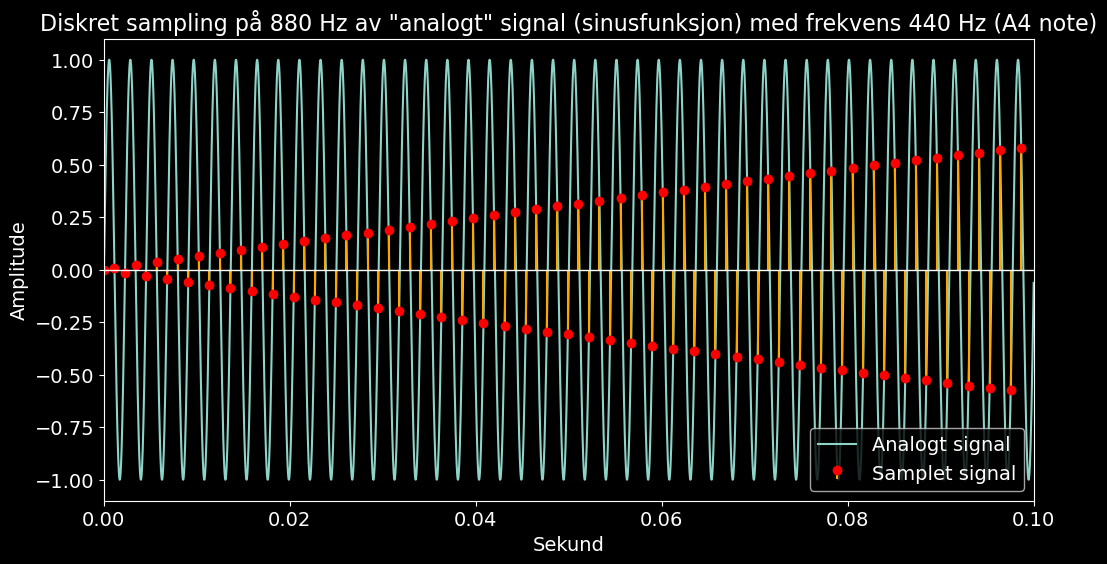 Diskret sampling på 880 Hz av "analogt" signal (sinusfunksjon) med frekvens 440 Hz (A4 note)
1.00
0.75
0.50
0.25
0.00
−0.25
−0.50
−0.75
−1.00
Amplitude
Analogt signal
Samplet signal
0.00 0.02 0.04 0.06 0.08 0.10
Sekund